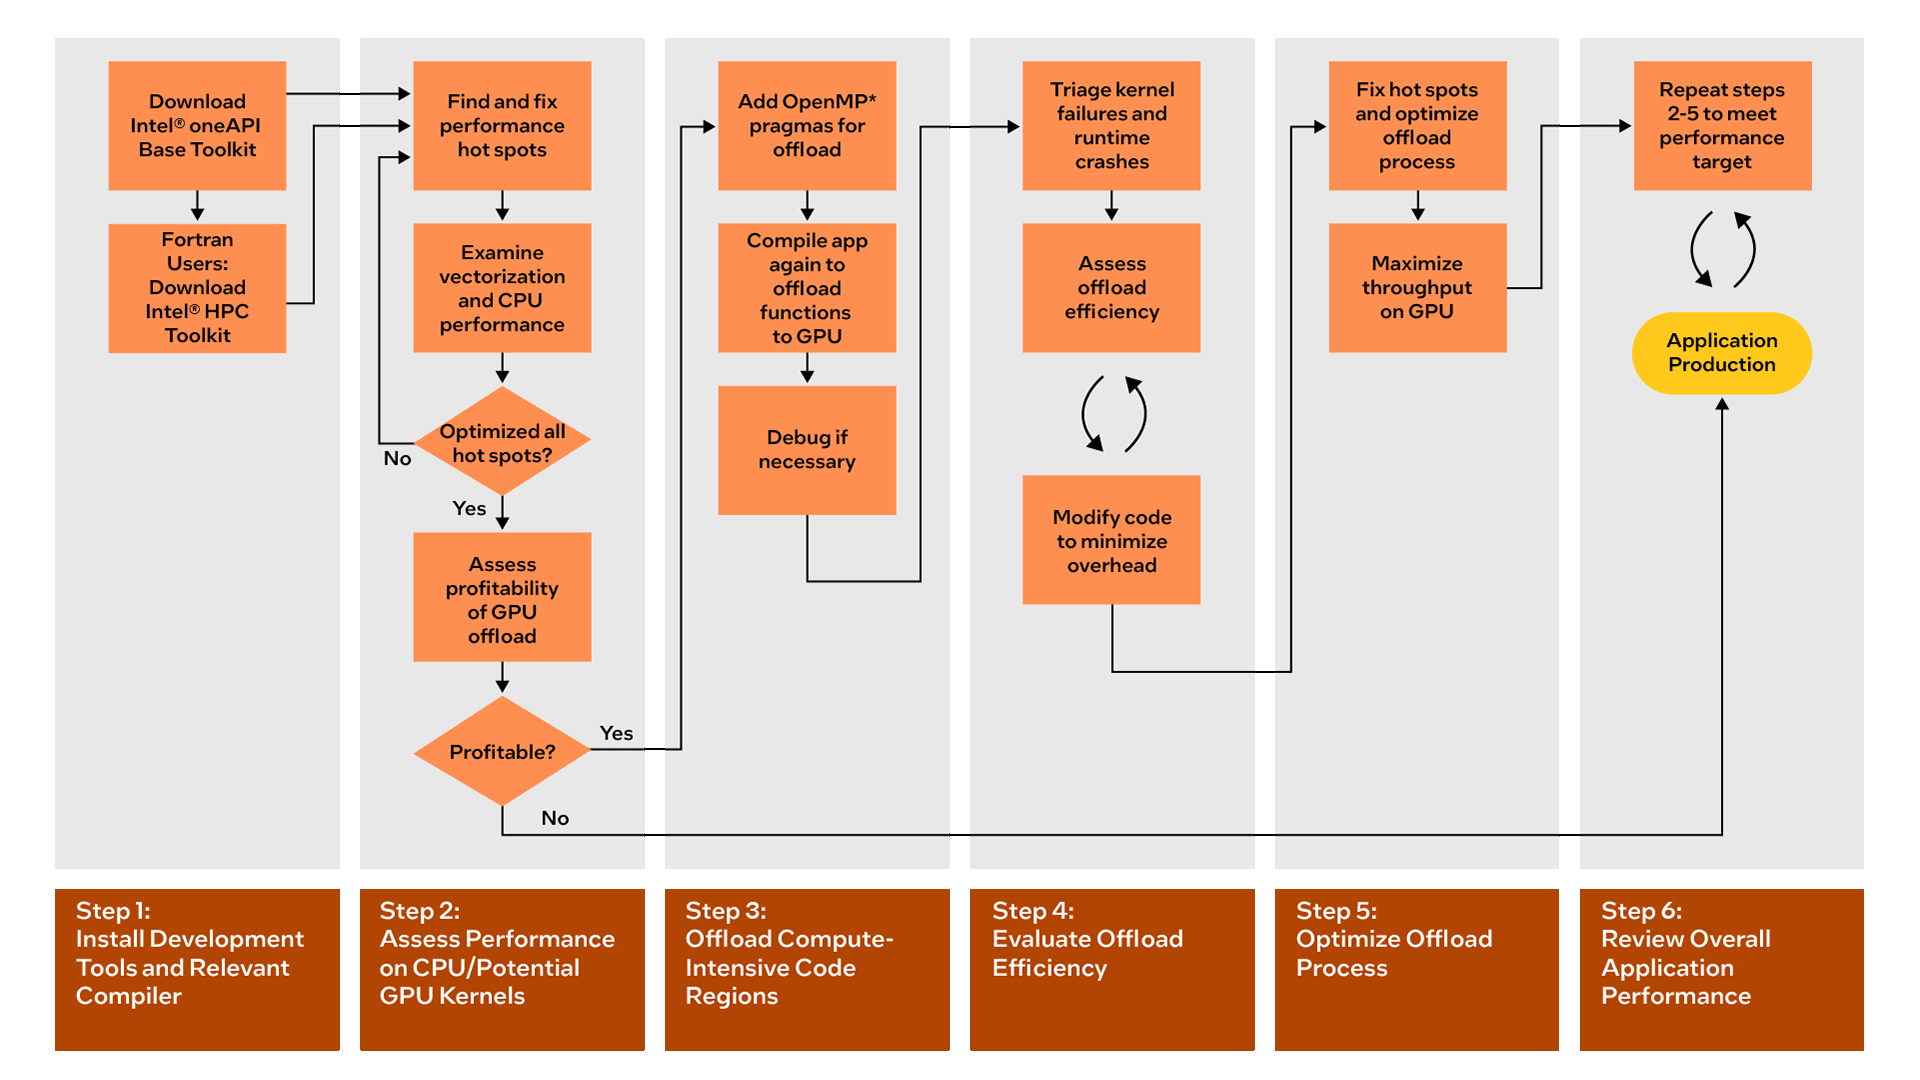 Download
Intel® oneAPI
Base Toolkit
Fortran
Users:
Download
Intel® HPC
Toolkit
Find and fix
performance
hot spots
Examine
vectorization
and CPU
performance
Optimized all
hot spots?
No
Yes
Assess
profitability
of GPU
offload
Profitable?
Yes
No
Add OpenMP*
pragmas for
offload
Compile app
again to
offload
functions
to GPU
Debug if
necessary
Triage kernel
failures and
runtime
crashes
Assess
offload
efficiency
Modify code
to minimize
overhead
Fix hot spots
and optimize
offload
process
Maximize
throughput
on GPU
Repeat steps
2-5 to meet
performance
target
Application
Production
Step 1:
Install Development
Tools and Relevant
Compiler
Step 2:
Assess Performance
on CPU/Potential
GPU Kernels
Step 3:
Offload Compute-
Intensive Code
Regions
Step 4:
Evaluate Offload
Efficiency
Step 5:
Optimize Offload
Process
Step 6:
Review Overall
Application
Performance